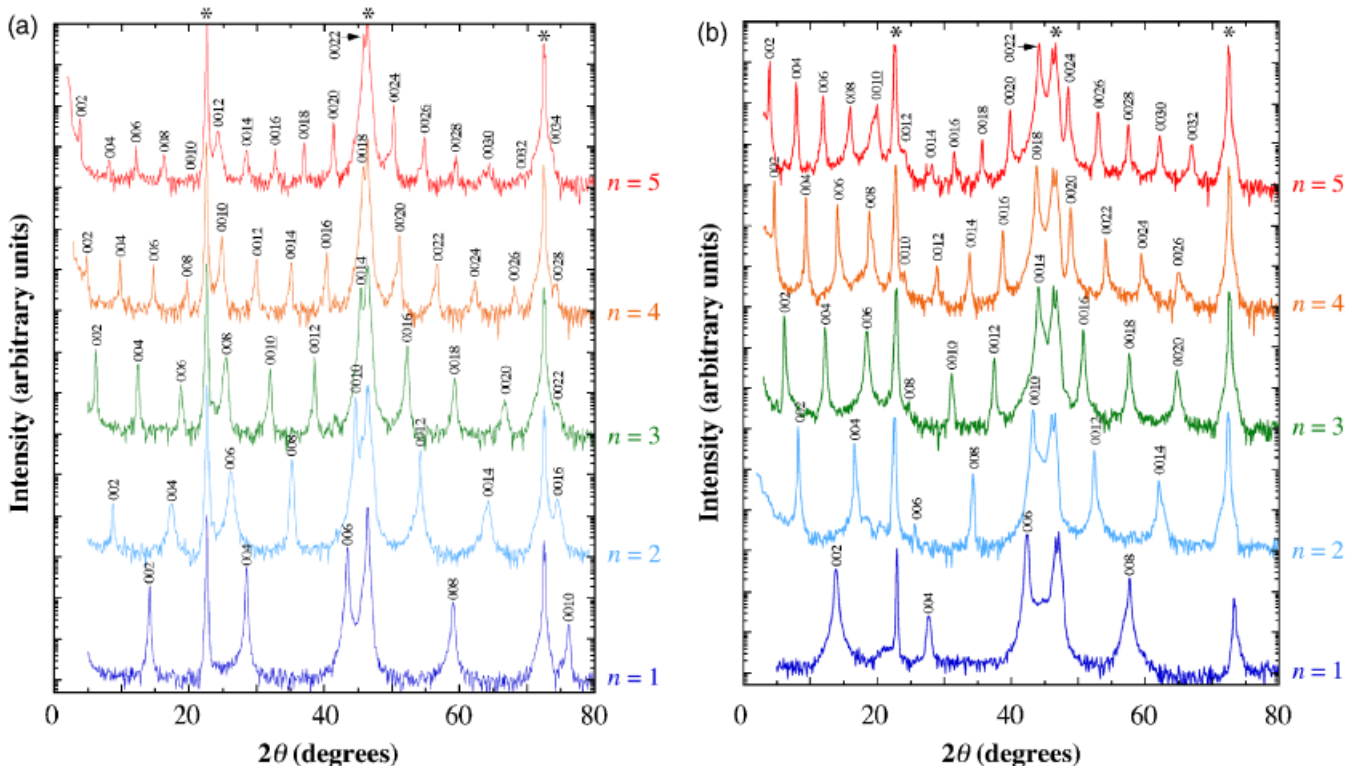 (a)
Intensity (arbitrary units)
* * *
002 004 006 008 0010 0012 0014 0016 0018 0020 0022 0024 0026 0028 0030 0032 0034
n = 5
002 004 006 008 0010 0012 0014 0016 0018 0020 0022 0024 0026 0028
n = 4
002 004 006 008 0010 0012 0014 0016 0018 0020 0022
n = 3
002 004 006 008 0010 0012 0014 0016
n = 2
002 004 006 008 0010
n = 1
0 20 40 60 80
2θ (degrees)
(b)
Intensity (arbitrary units)
* * *
002 004 006 008 0010 0012 0014 0016 0018 0020 0022 0024 0026 0028 0030 0032
n = 5
002 004 006 008 0010 0012 0014 0016 0018 0020 0022 0024 0026
n = 4
002 004 006 008 0010 0012 0014 0016 0018 0020
n = 3
002 004 006 008 0010 0012 0014
n = 2
002 004 006 008
n = 1
0 20 40 60 80
2θ (degrees)